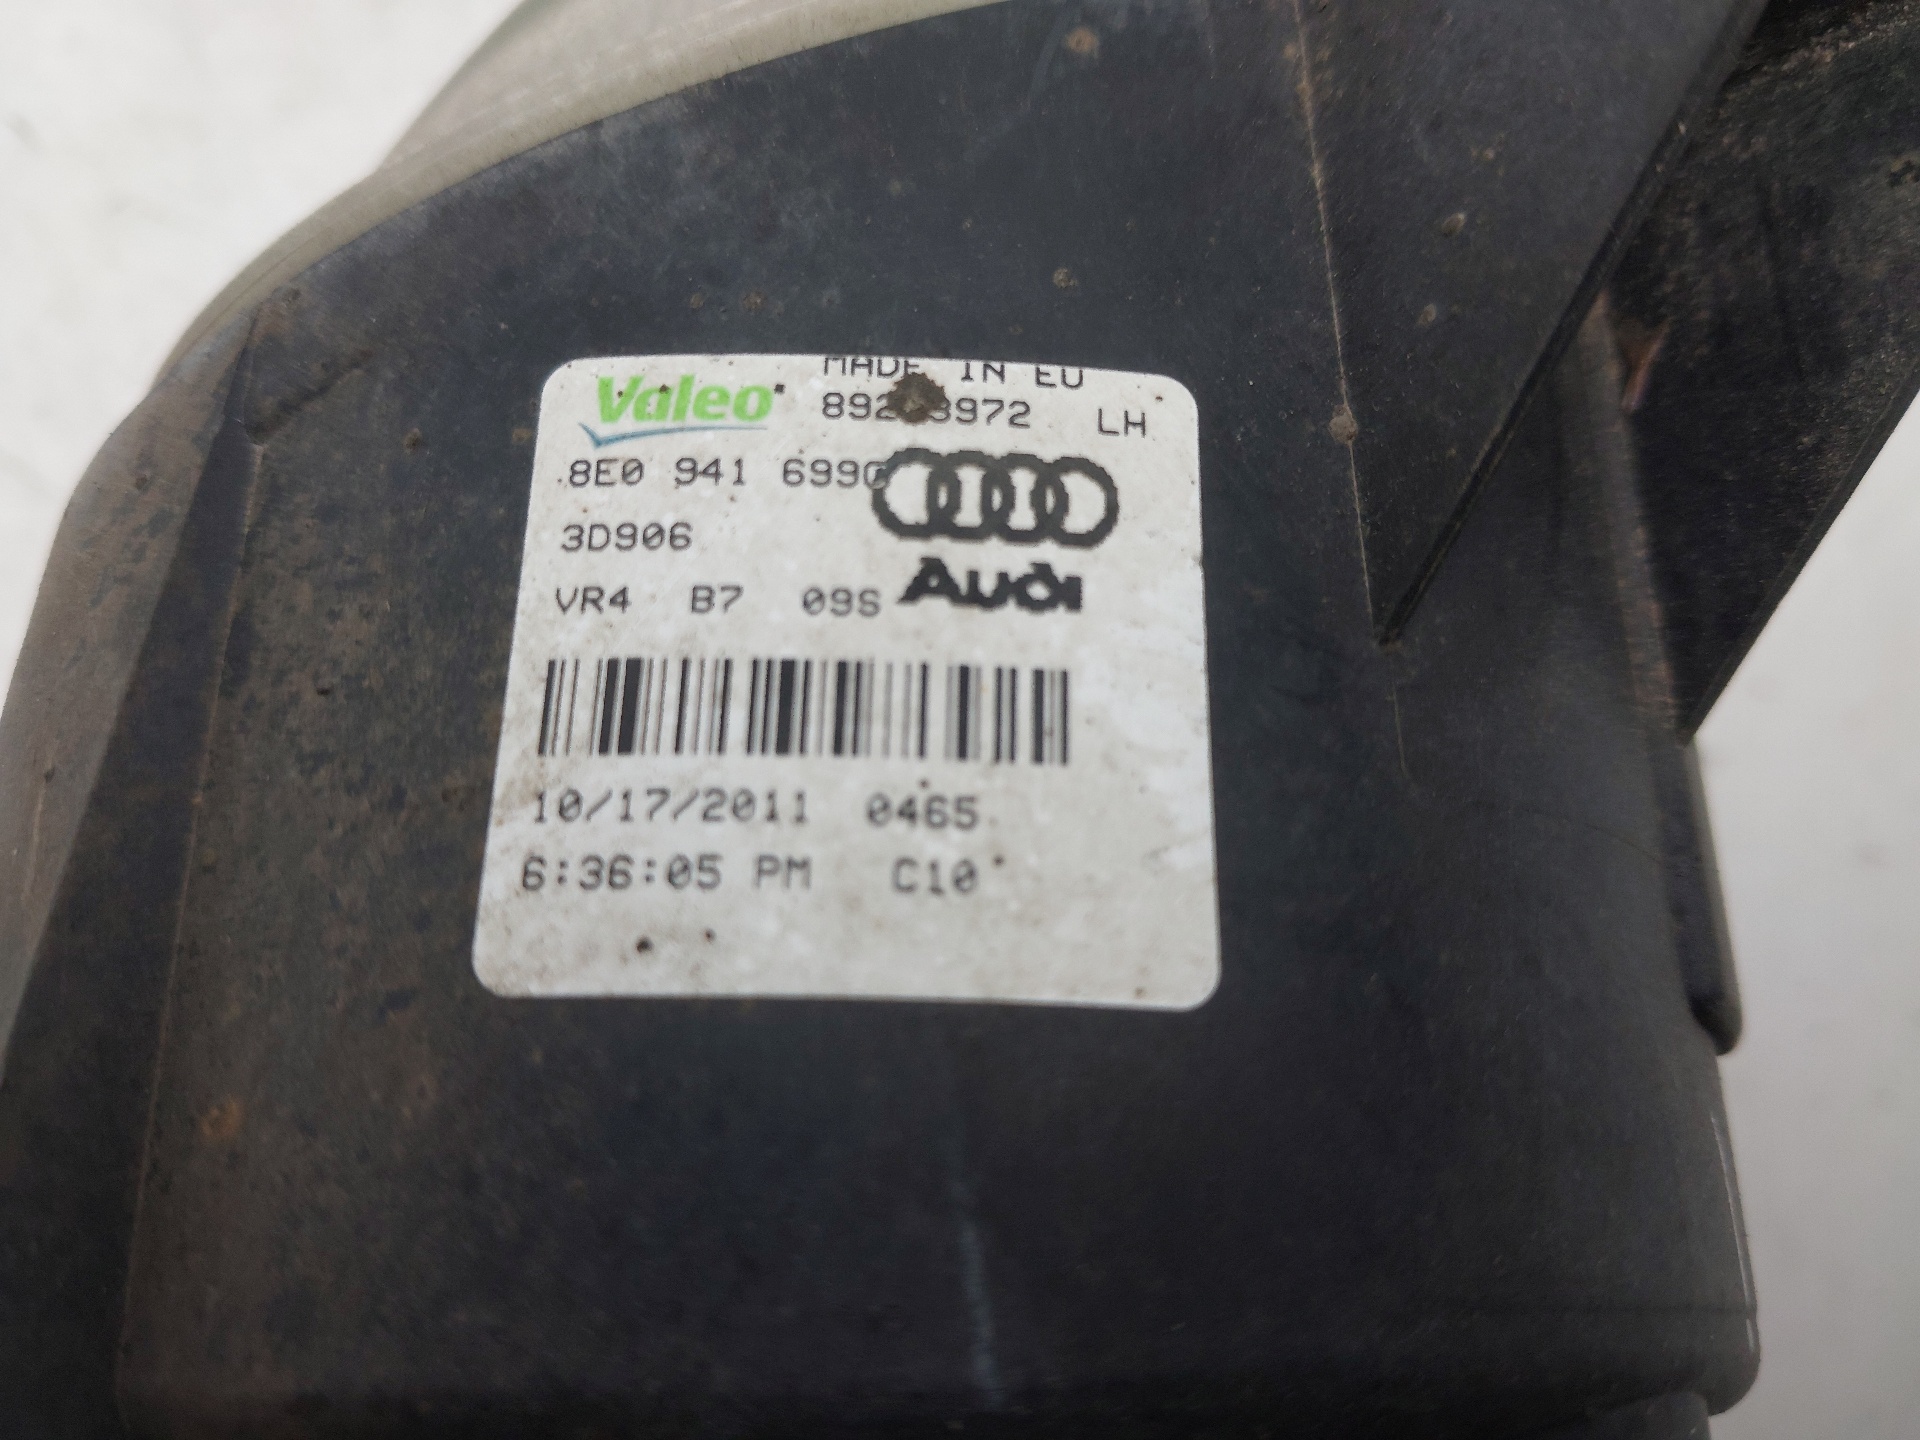 MADE IN EU
Valeo LH
8E0 941
3D906
VR4 B7 09S Audi
10/17/2011 0465
6:36:05 PM C10